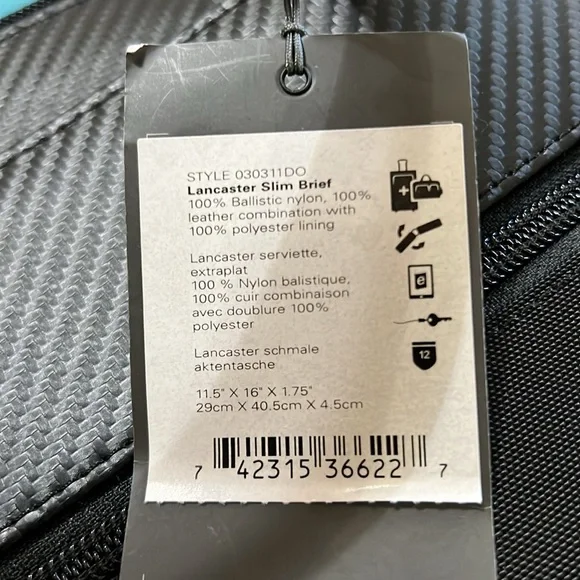 STYLE 030311DO
Lancaster Slim Brief
100% Ballistic nylon, 100%
leather combination with
100% polyester lining
Lancaster serviette,
extraplat
100 % Nylon balistique,
100% cuir combinaison
avec doublure 100%
polyester
Lancaster schmale
aktentasche
11.5" X 16" X 1.75"
29cm X 40.5cm X 4.5cm
7 42315 36622 7
e
12